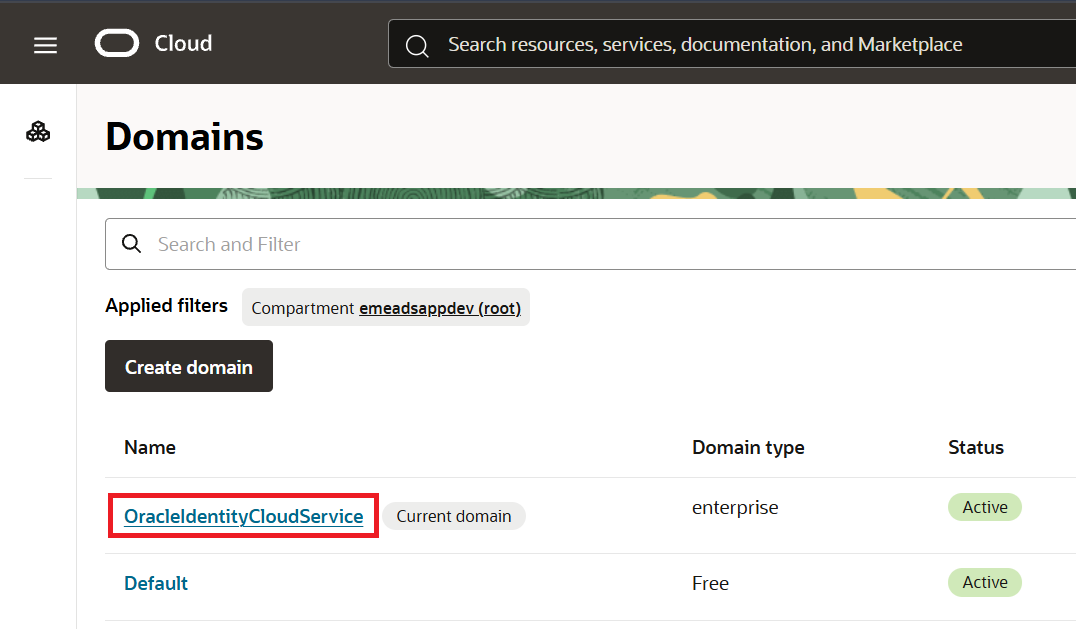 Cloud
Search resources, services, documentation, and Marketplace
Domains
Search and Filter
Applied filters
Compartment emeadsappdev (root)
Create domain
Name Domain type Status
OracleIdentityCloudService Current domain enterprise Active
Default Free Active